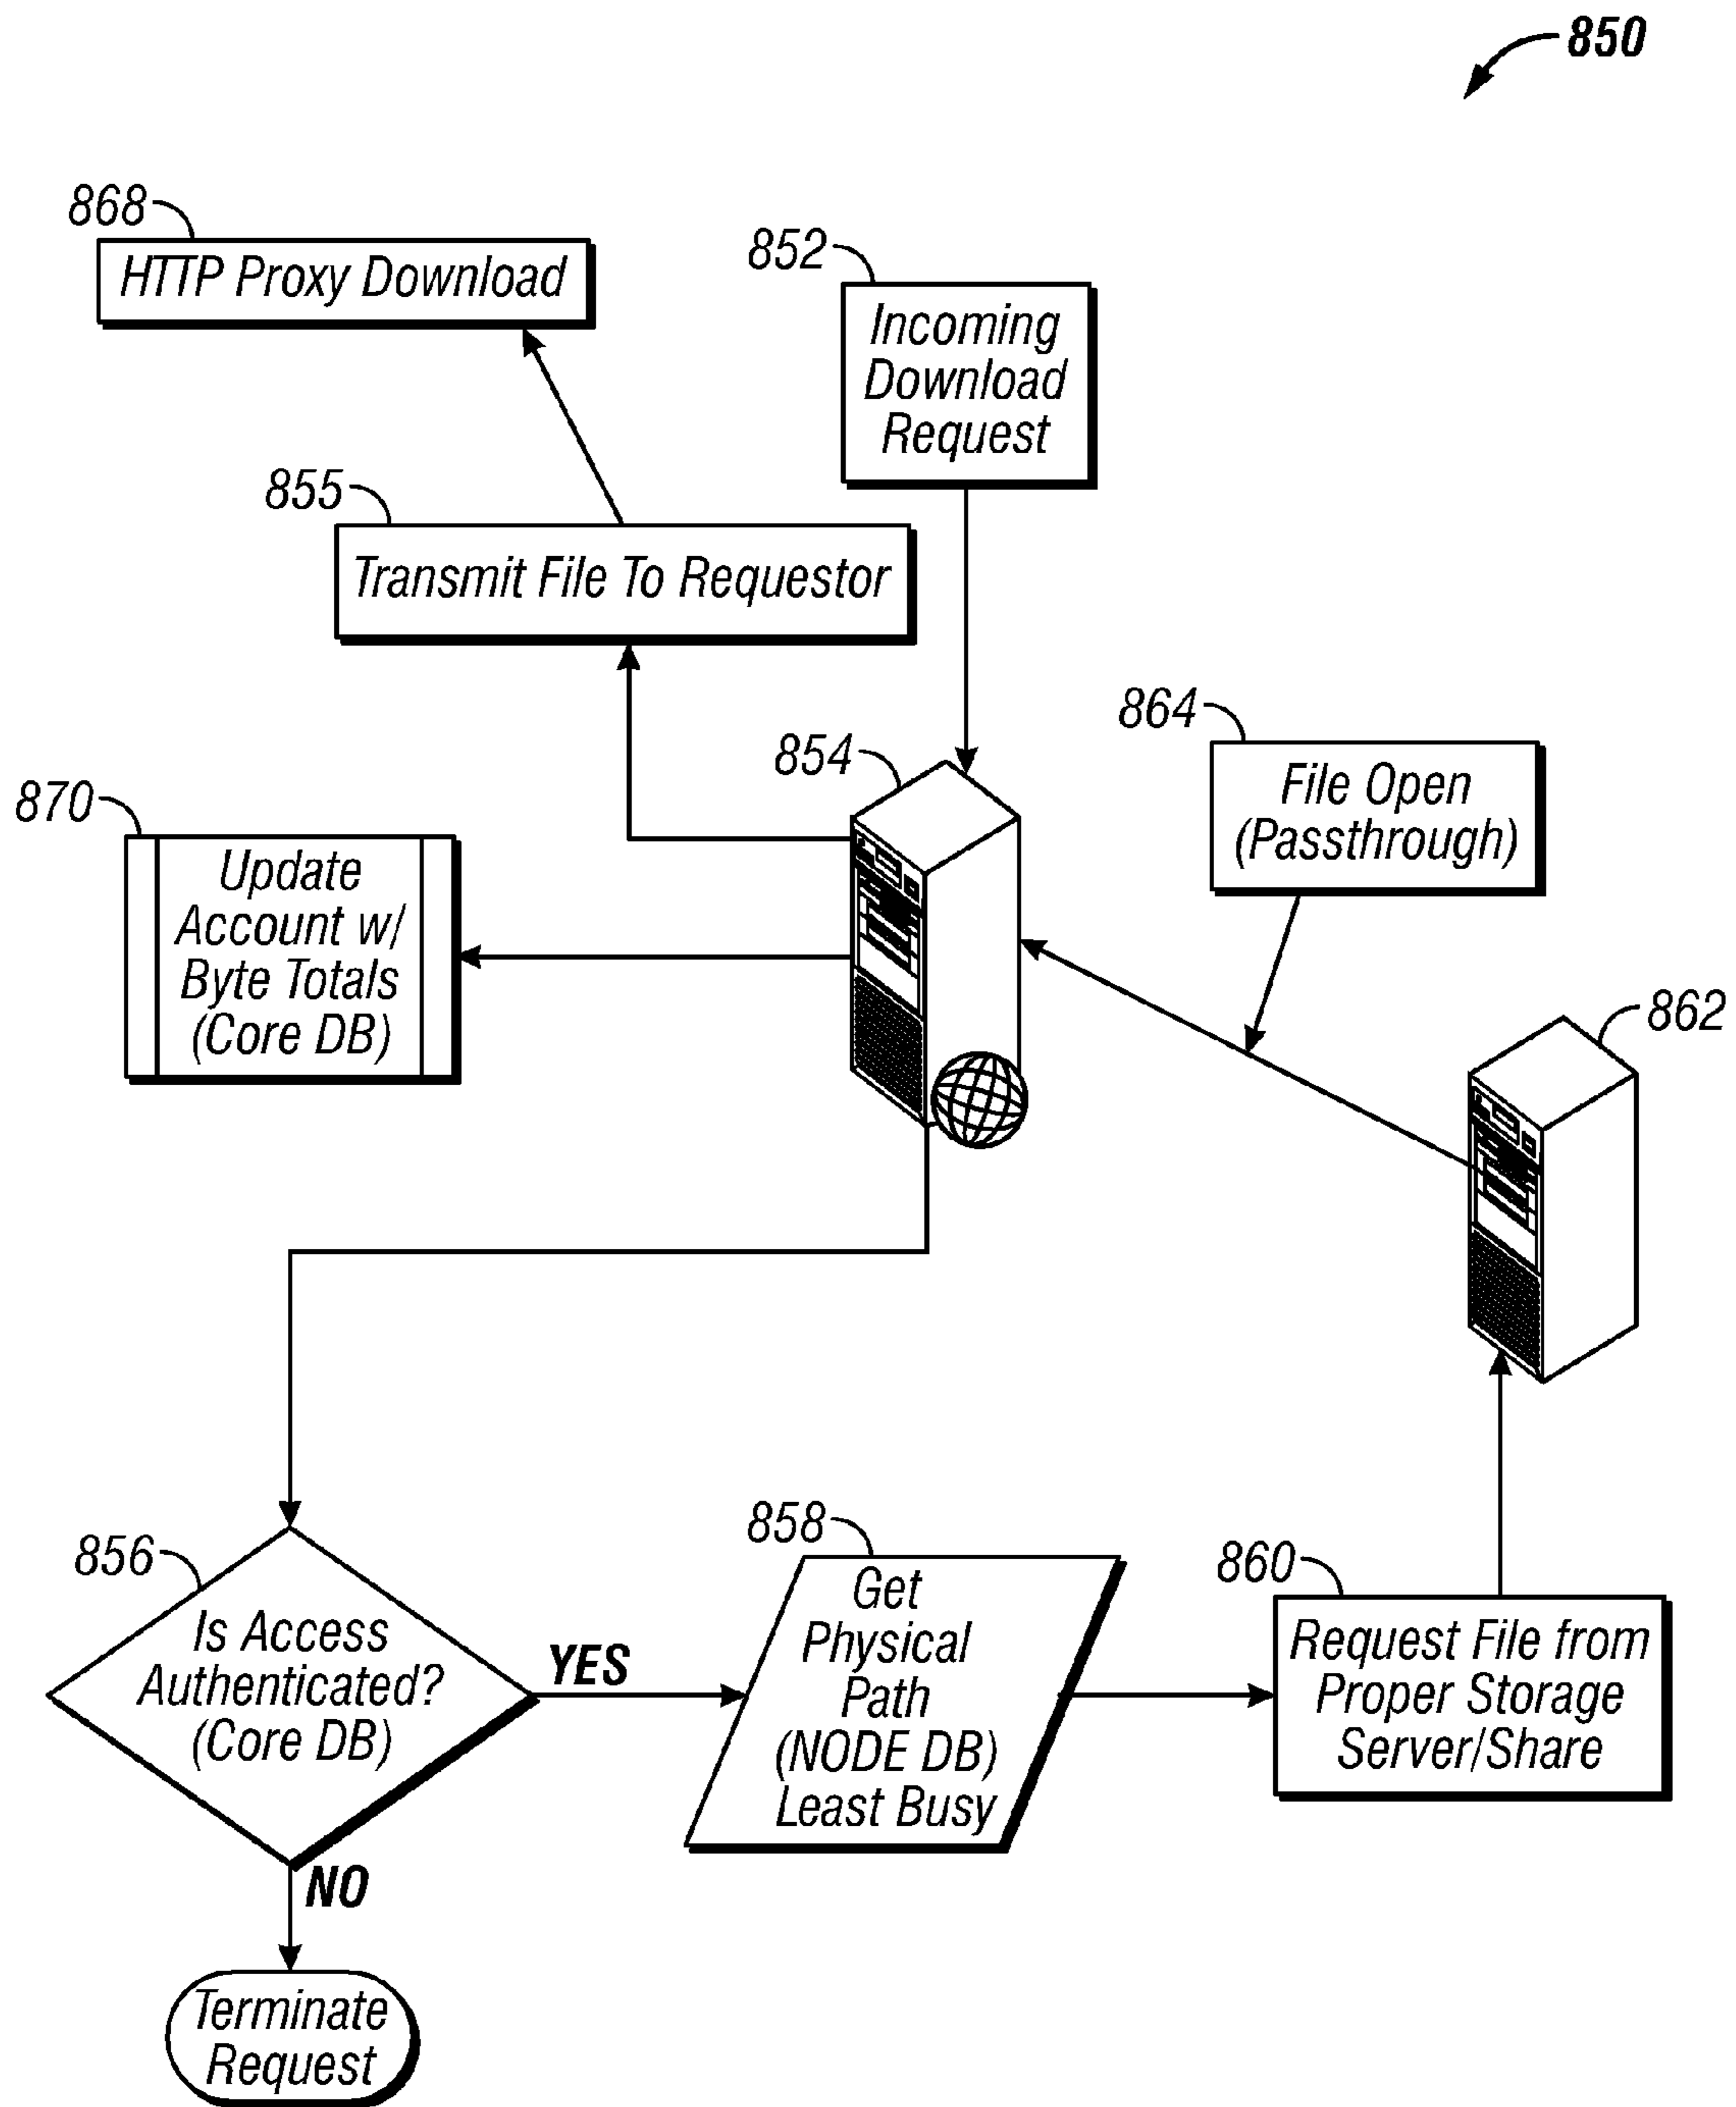 850
868
HTTP Proxy Download
852
Incoming
Download
Request
855
Transmit File To Requestor
864
File Open
(Passthrough)
854
870
Update
Account w/
Byte Totals
(Core DB)
862
856
Is Access
Authenticated?
(Core DB)
YES
NO
858
Get
Physical
Path
(NODE DB)
Least Busy
860
Request File from
Proper Storage
Server/Share
Terminate
Request